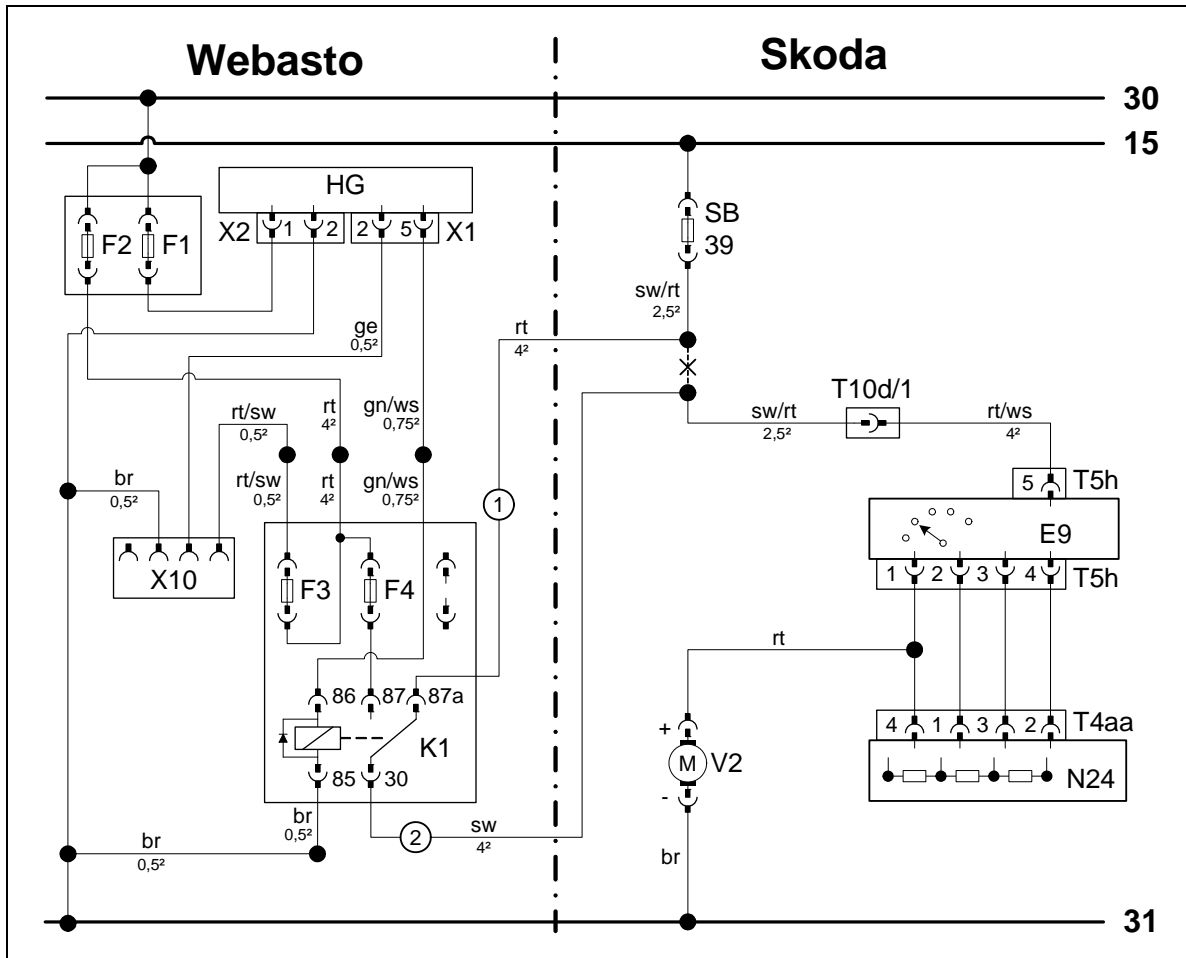 Webasto
Skoda
30
15
HG
X2 1 2 2 5 X1
F2 F1
SB
39
sw/rt
2,5²
ge
0,5²
rt
4²
T10d/1
rt/sw
0,5²
rt
4²
gn/ws
0,75²
sw/rt
2,5²
rt/ws
4²
br
0,5²
rt/sw
0,5²
rt
4²
gn/ws
0,75²
1
5 T5h
E9
X10
F3 F4
1 2 3 4 T5h
rt
86 87 87a
K1
85 30
+
M V2
-
4 1 3 2 T4aa
N24
br
0,5²
2
sw
4²
br
0,5²
br
31